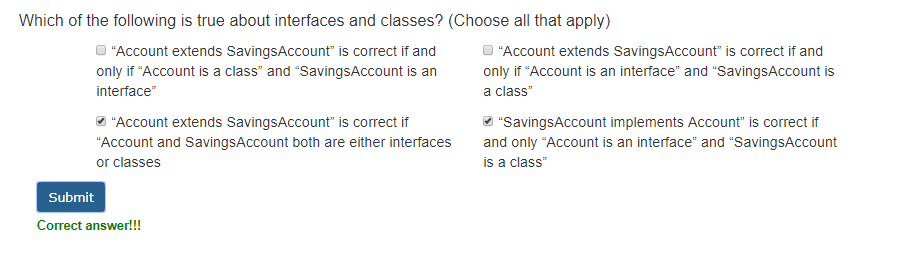 Which of the following is true about interfaces and classes? (Choose all that apply)
“Account extends SavingsAccount” is correct if and
only if “Account is a class” and “SavingsAccount is an
interface”
“Account extends SavingsAccount” is correct if and
only if “Account is an interface” and “SavingsAccount is
a class”
“Account extends SavingsAccount” is correct if
“Account and SavingsAccount both are either interfaces
or classes
“SavingsAccount implements Account” is correct if
and only “Account is an interface” and “SavingsAccount
is a class”
Submit
Correct answer!!!